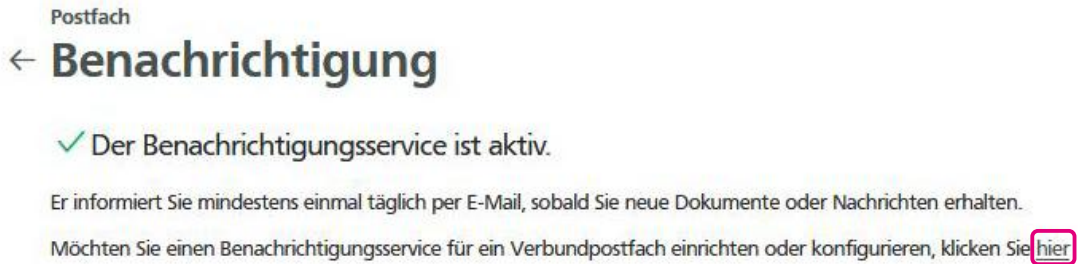 Postfach
← Benachrichtigung
✓ Der Benachrichtigungsservice ist aktiv.
Er informiert Sie mindestens einmal täglich per E-Mail, sobald Sie neue Dokumente oder Nachrichten erhalten.
Möchten Sie einen Benachrichtigungsservice für ein Verbundpostfach einrichten oder konfigurieren, klicken Sie hier